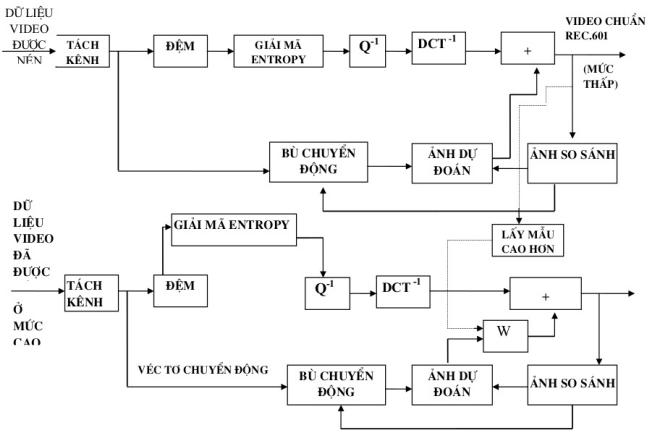 DỮ LIỆU
VIDEO
ĐƯỢC
NÉN
TÁCH
KÊNH
ĐỆM
GIẢI MÃ
ENTROPY
Q⁻¹
DCT⁻¹
+
VIDEO CHUẨN
REC.601
(MỨC
THẤP)
BÙ CHUYỂN
ĐỘNG
ẢNH DỰ
ĐOÁN
ẢNH SO SÁNH
LẤY MẪU
CAO HƠN
DỮ
LIỆU
VIDEO
ĐÃ
ĐƯỢC
Ở
MỨC
CAO
TÁCH
KÊNH
ĐỆM
GIẢI MÃ ENTROPY
Q⁻¹
DCT⁻¹
+
W
VÉC TƠ CHUYỂN ĐỘNG
BÙ CHUYỂN
ĐỘNG
ẢNH DỰ
ĐOÁN
ẢNH SO SÁNH